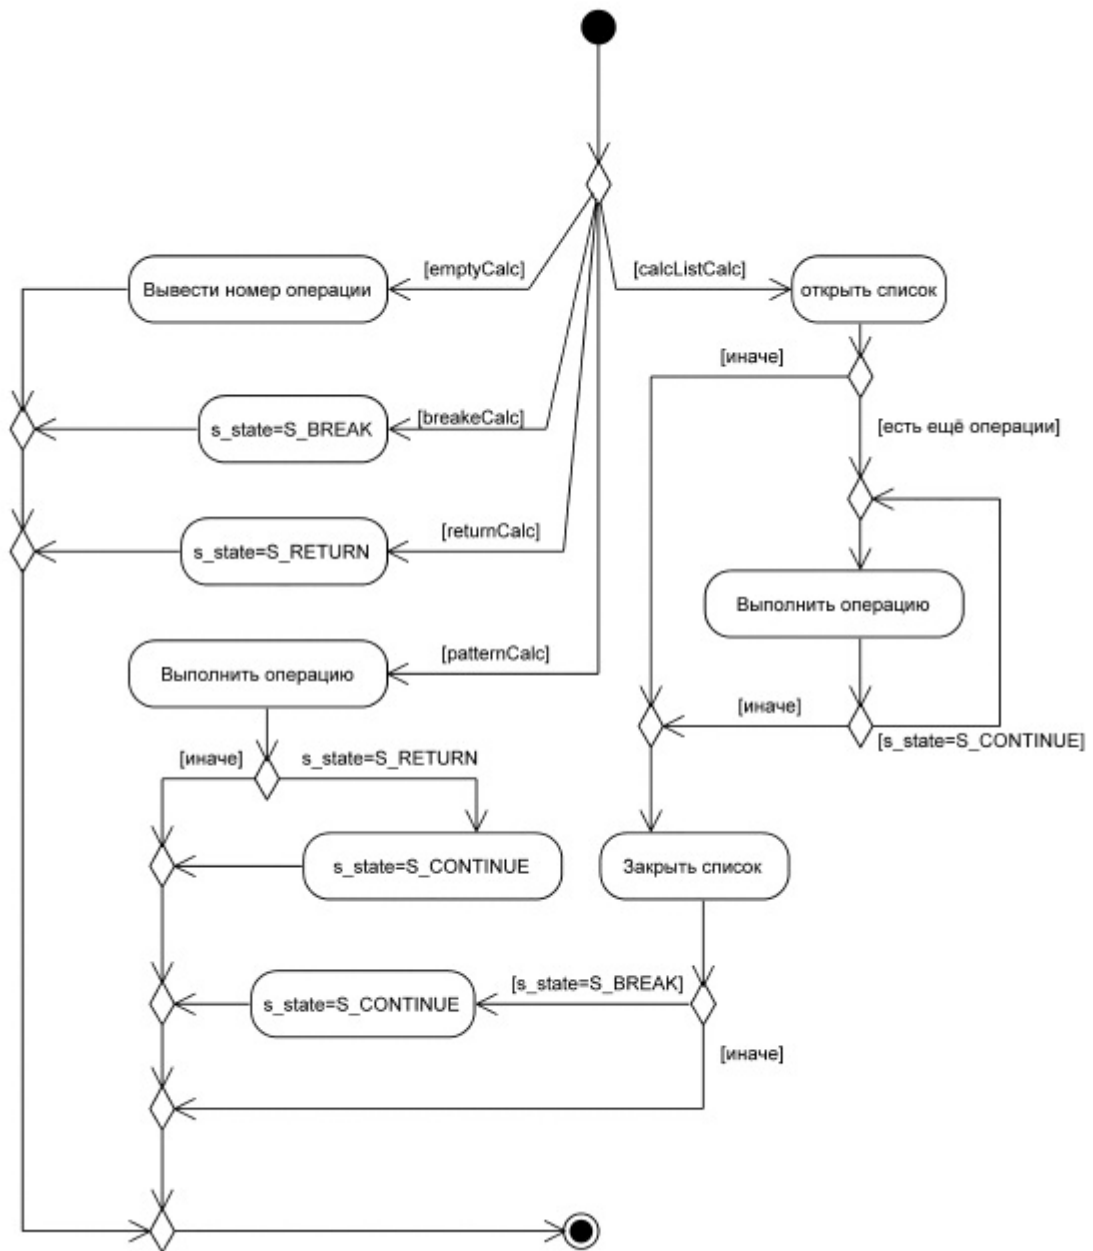 [emptyCalc]
[calcListCalc]
Вывести номер операции
открыть список
[иначе]
s_state=S_BREAK
[breakeCalc]
[есть ещё операции]
[returnCalc]
s_state=S_RETURN
Выполнить операцию
[patternCalc]
Выполнить операцию
[иначе]
[s_state=S_CONTINUE]
[иначе]
s_state=S_RETURN
s_state=S_CONTINUE
Закрыть список
[s_state=S_BREAK]
s_state=S_CONTINUE
[иначе]